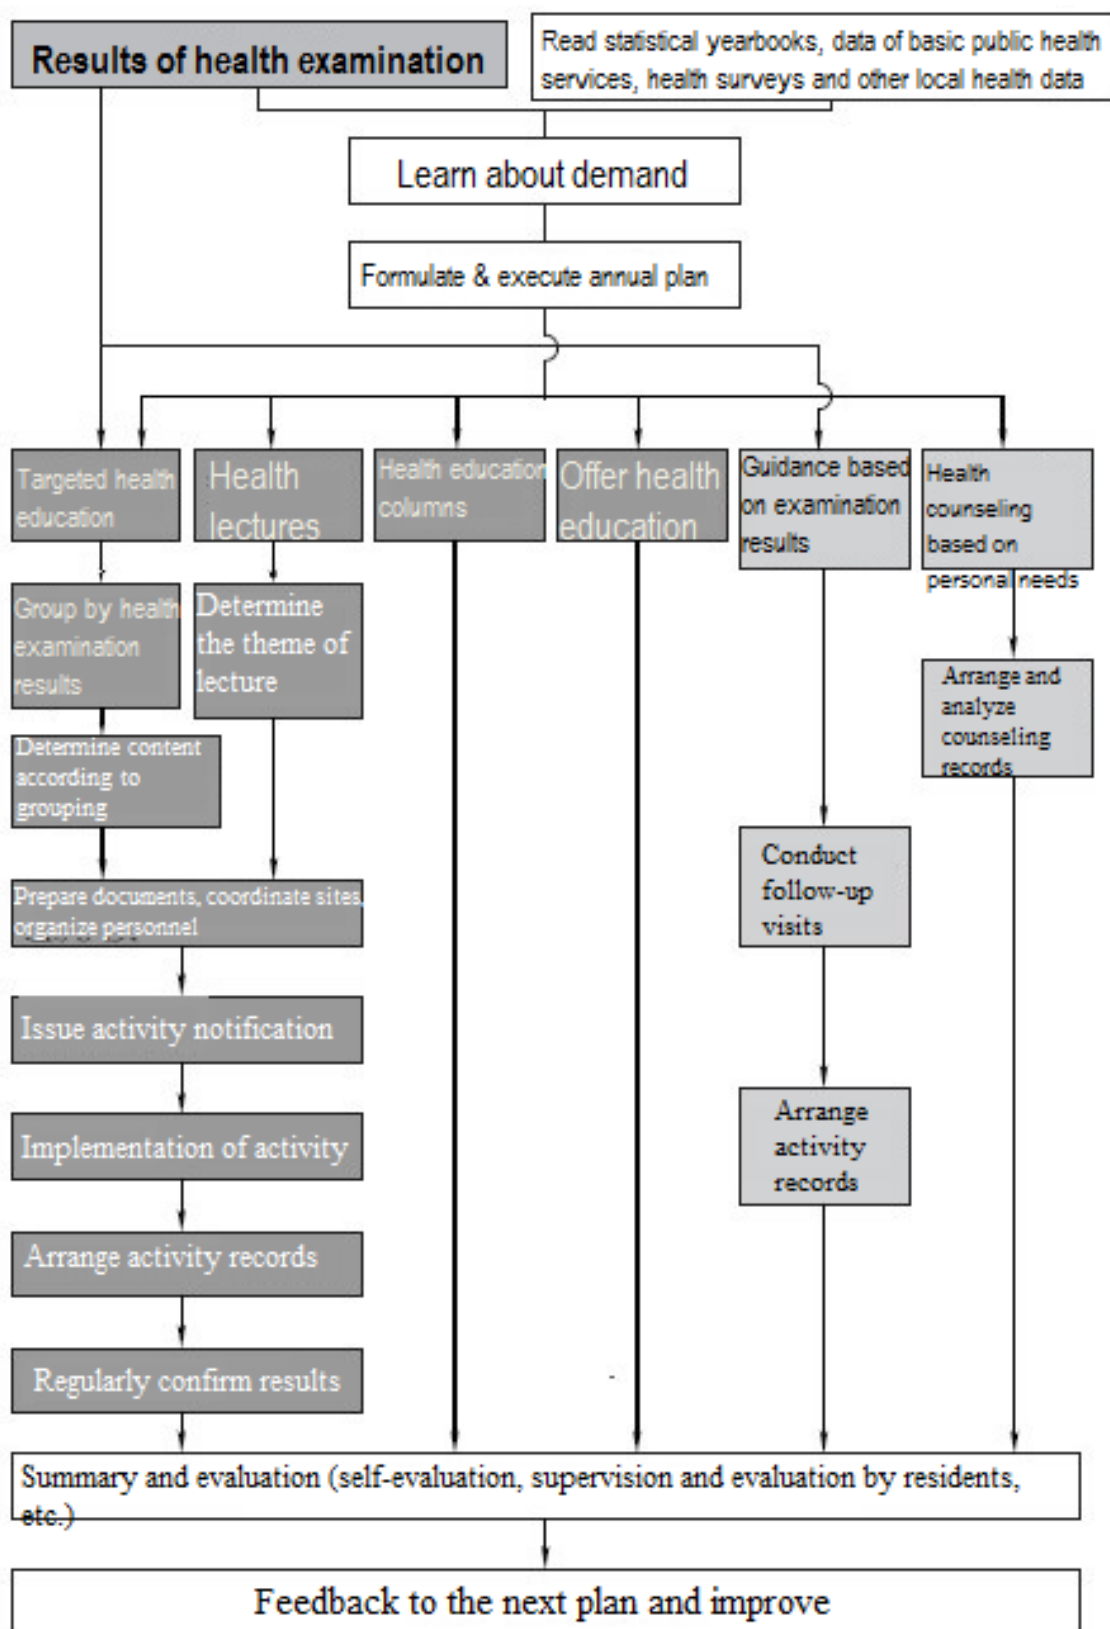 Results of health examination
Read statistical yearbooks, data of basic public health
services, health surveys and other local health data
Learn about demand
Formulate & execute annual plan
Targeted health
education
Health
lectures
Health education
columns
Offer health
education
Guidance based
on examination
results
Health
counseling
based on
personal needs
Group by health
examination
results
Determine
the theme of
lecture
Arrange and
analyze
counseling
records
Determine content
according to
grouping
Conduct
follow-up
visits
Prepare documents, coordinate sites,
organize personnel
Issue activity notification
Arrange
activity
records
Implementation of activity
Arrange activity records
Regularly confirm results
Summary and evaluation (self-evaluation, supervision and evaluation by residents,
etc.)
Feedback to the next plan and improve